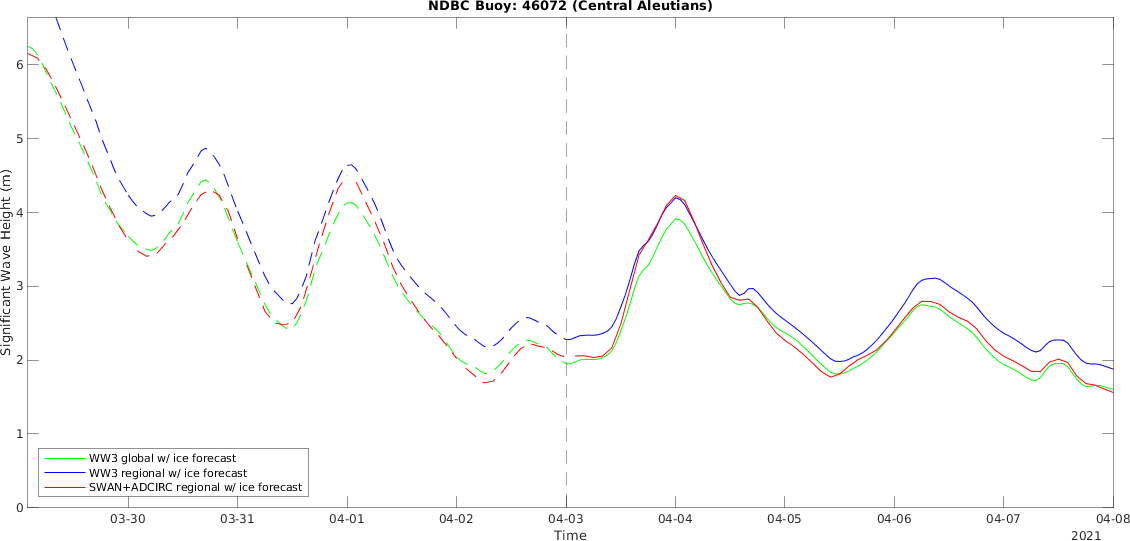 NDBC Buoy: 46072 (Central Aleutians)
Significant Wave Height (m)
6
5
4
3
2
1
0
WW3 global w/ ice forecast
WW3 regional w/ ice forecast
SWAN+ADCIRC regional w/ ice forecast
03-30 03-31 04-01 04-02 04-03 04-04 04-05 04-06 04-07 04-08
Time 2021